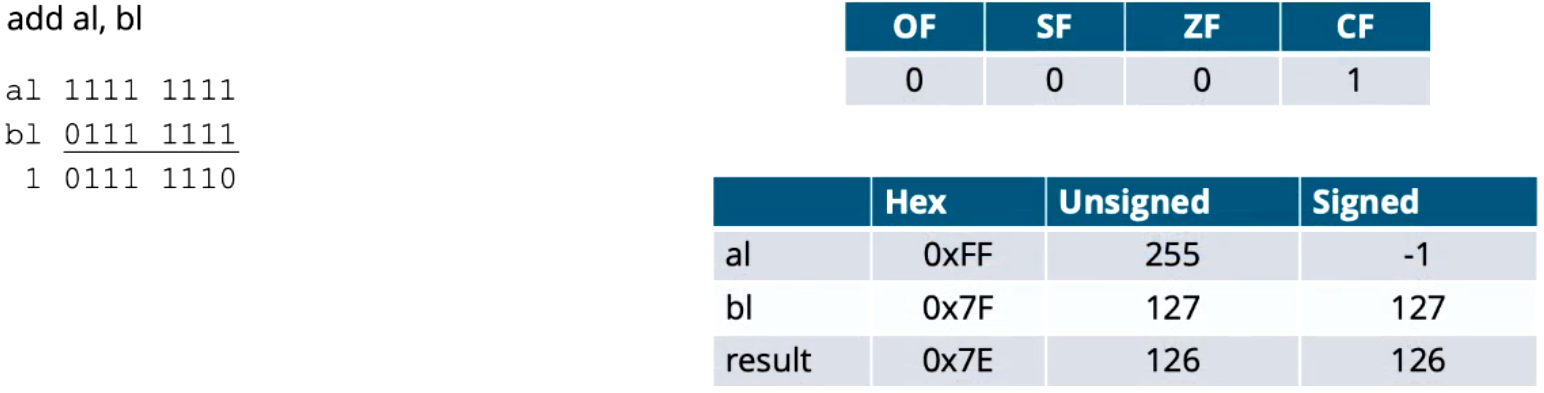 add al, bl
al 1111 1111
bl 0111 1111
1 0111 1110
OF SF ZF CF
0 0 0 1
Hex Unsigned Signed
al 0xFF 255 -1
bl 0x7F 127 127
result 0x7E 126 126